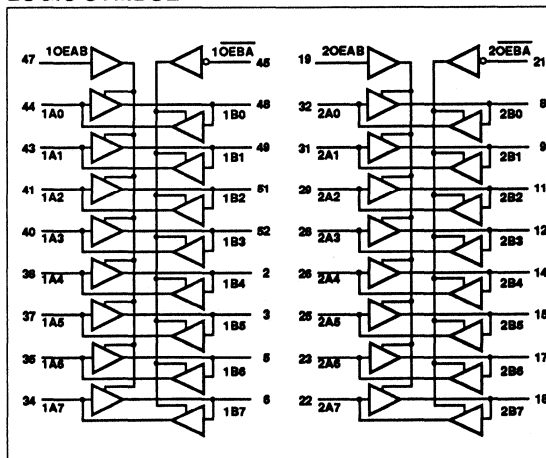 47 1OEAB 1OEBA 45
44 1A0 48 1B0
43 1A1 49 1B1
41 1A2 51 1B2
40 1A3 52 1B3
38 1A4 2 1B4
37 1A5 3 1B5
35 1A6 5 1B6
34 1A7 6 1B7
19 2OEAB 2OEBA 21
32 2A0 8 2B0
31 2A1 9 2B1
29 2A2 11 2B2
28 2A3 12 2B3
26 2A4 14 2B4
25 2A5 15 2B5
23 2A6 17 2B6
22 2A7 18 2B7